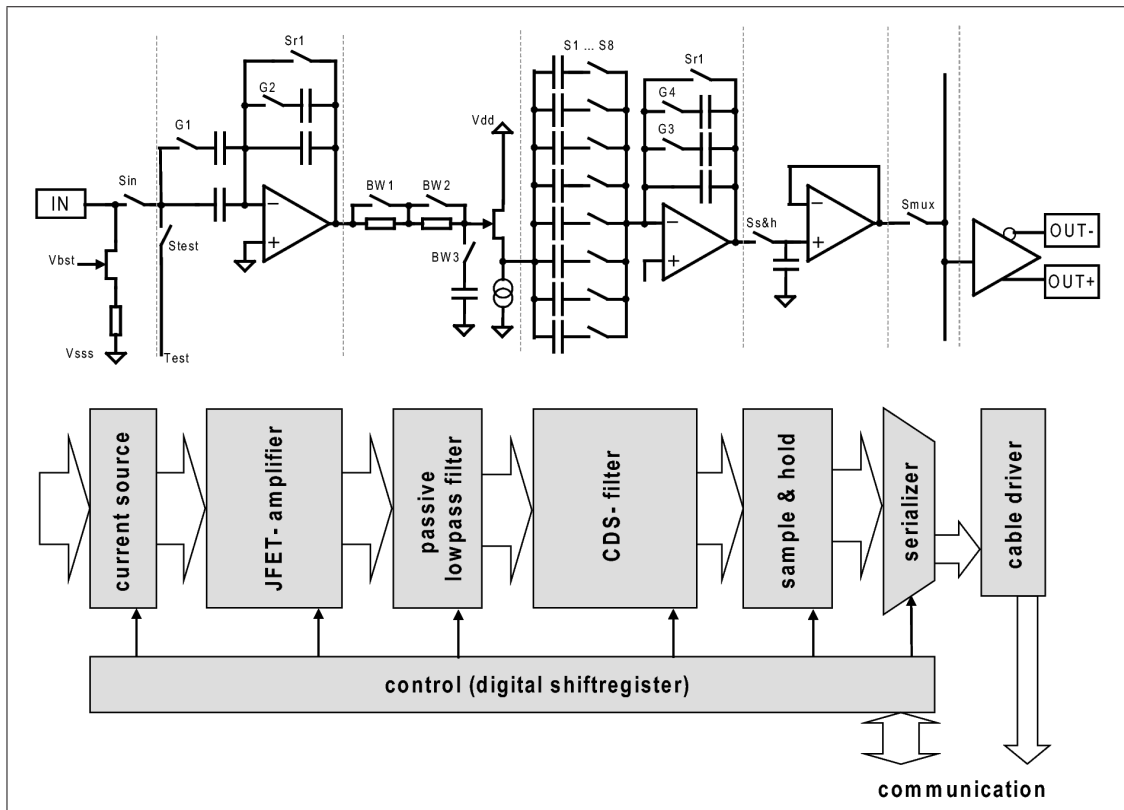 S1 ... S8
Sr1
Sr1
G2
G4
Vdd
G1
G3
Sin
BW1
BW2
IN
Smux
Ss&h
Stest
OUT-
BW3
Vbst
OUT+
Vsss
Test
current source
JFET- amplifier
passive
lowpass filter
CDS- filter
sample & hold
serializer
cable driver
control (digital shiftregister)
communication